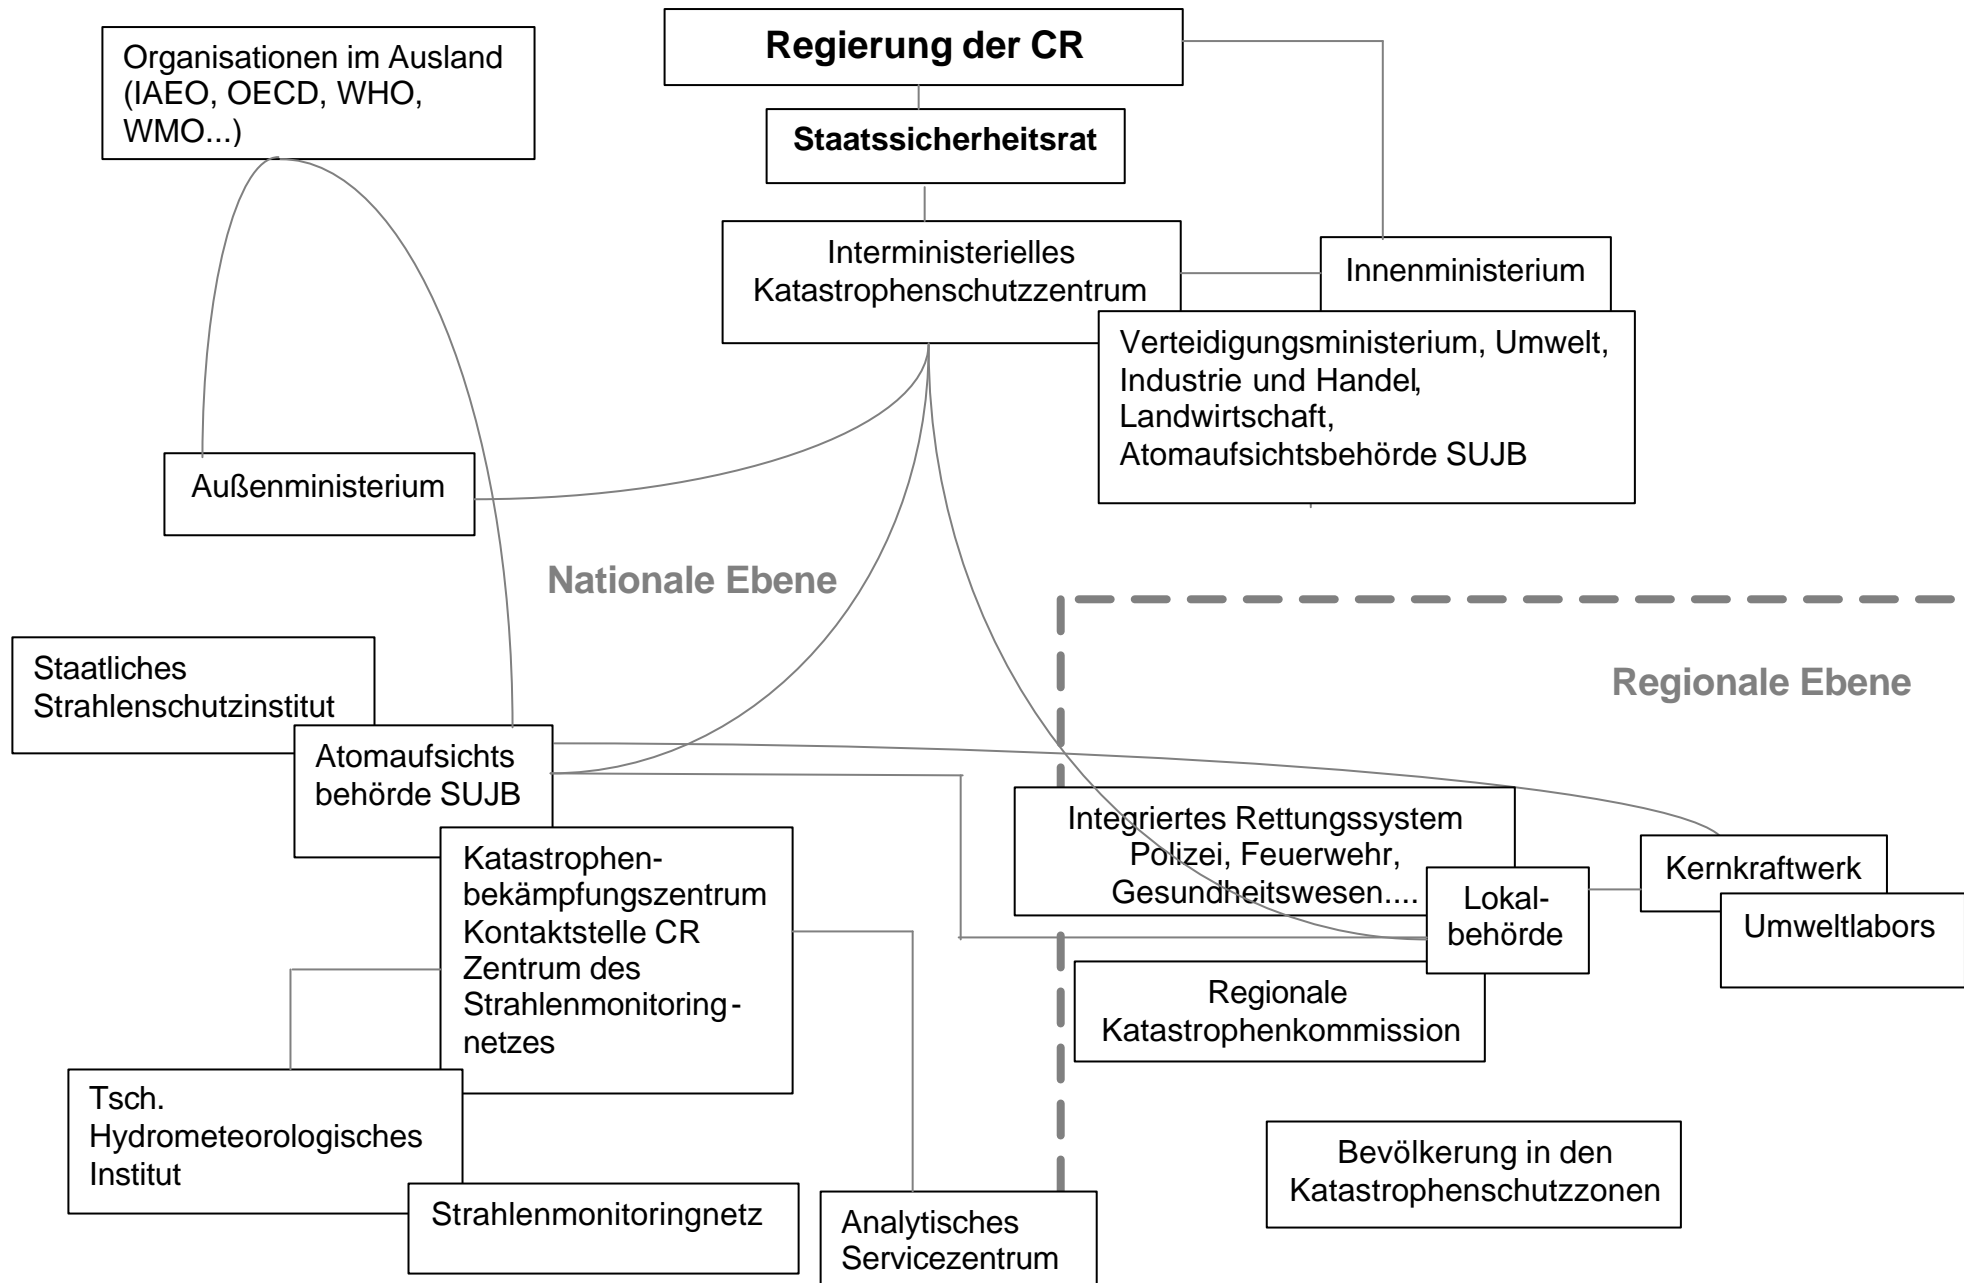 Regierung der CR
Organisationen im Ausland
(IAEO, OECD, WHO,
WMO...)
Staatssicherheitsrat
Interministerielles
Katastrophenschutzzentrum
Innenministerium
Verteidigungsministerium, Umwelt,
Industrie und Handel,
Landwirtschaft,
Atomaufsichtsbehörde SUJB
Außenministerium
Nationale Ebene
Regionale Ebene
Staatliches
Strahlenschutzinstitut
Atomaufsichts
behörde SUJB
Katastrophen-
bekämpfungszentrum
Kontaktstelle CR
Zentrum des
Strahlenmonitoring-
netzes
Integriertes Rettungssystem
Polizei, Feuerwehr,
Gesundheitswesen....
Lokal-
behörde
Kernkraftwerk
Umweltlabors
Regionale
Katastrophenkommission
Tsch.
Hydrometeorologisches
Institut
Strahlenmonitoringnetz
Analytisches
Servicezentrum
Bevölkerung in den
Katastrophenschutzzonen